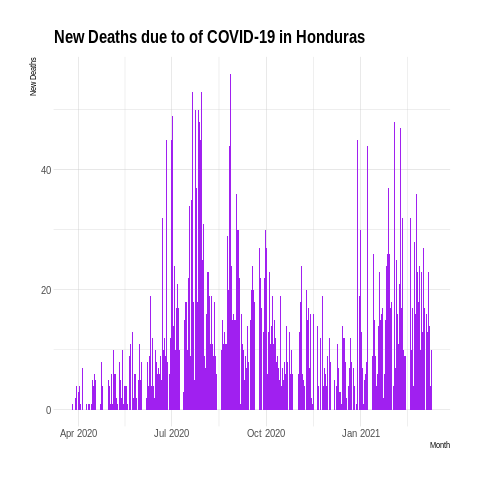 New Deaths due to of COVID-19 in Honduras
New Deaths
40
20
0
Apr 2020 Jul 2020 Oct 2020 Jan 2021
Month